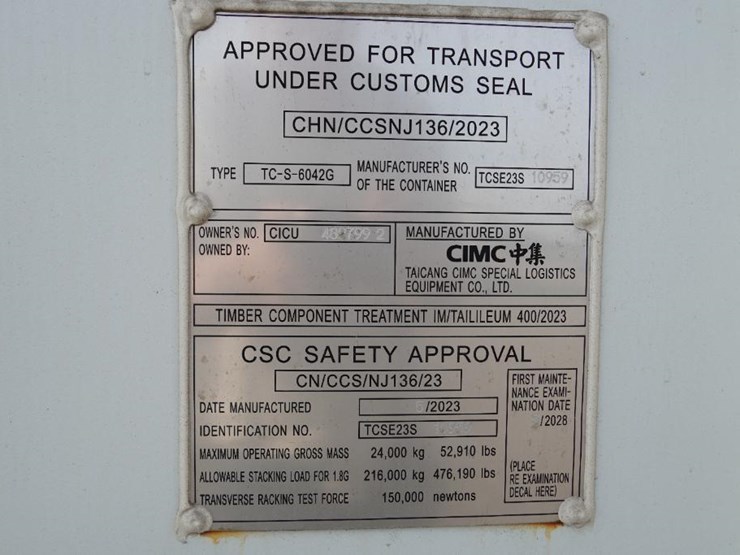 APPROVED FOR TRANSPORT
UNDER CUSTOMS SEAL
CHN/CCSNJ136/2023
TYPE TC-S-6042G MANUFACTURER'S NO. OF THE CONTAINER TCSE23S 10959
OWNER'S NO. CICU
OWNED BY:
MANUFACTURED BY
CIMC中集
TAICANG CIMC SPECIAL LOGISTICS
EQUIPMENT CO., LTD.
TIMBER COMPONENT TREATMENT IM/TAILILEUM 400/2023
CSC SAFETY APPROVAL
CN/CCS/NJ136/23
DATE MANUFACTURED /2023
IDENTIFICATION NO. TCSE23S
MAXIMUM OPERATING GROSS MASS 24,000 kg 52,910 lbs
ALLOWABLE STACKING LOAD FOR 1.8G 216,000 kg 476,190 lbs
TRANSVERSE RACKING TEST FORCE 150,000 newtons
FIRST MAINTE-
NANCE EXAMI-
NATION DATE
/2028
(PLACE
RE EXAMINATION
DECAL HERE)